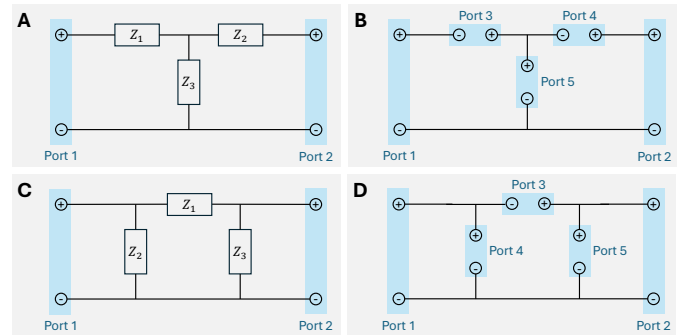 A
+
Z₁
Z₂
+
Z₃
-
-
Port 1
Port 2
B
Port 3
Port 4
+
-
+
-
+
+
+
Port 5
-
-
-
Port 1
Port 2
C
+
Z₁
+
Z₂
Z₃
-
-
Port 1
Port 2
D
Port 3
+
-
+
+
+
+
Port 4
Port 5
-
-
-
-
Port 1
Port 2